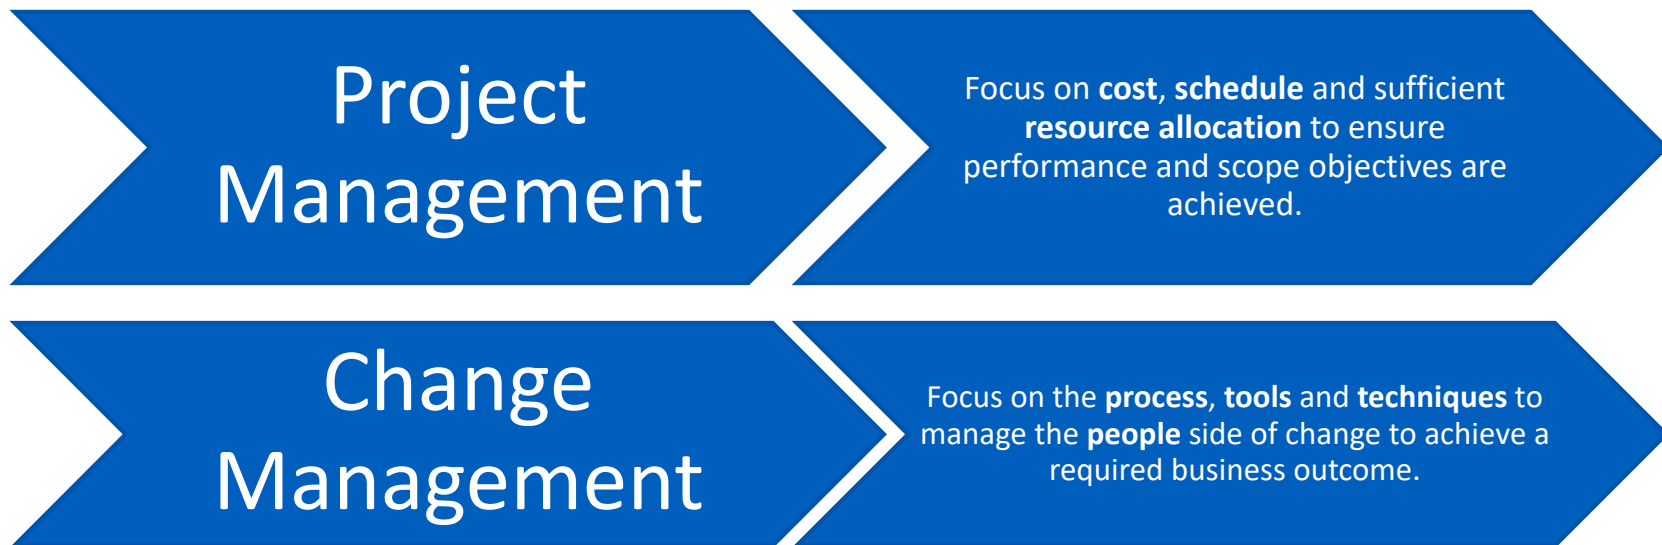 Project
Management
Focus on cost, schedule and sufficient
resource allocation to ensure
performance and scope objectives are
achieved.
Change
Management
Focus on the process, tools and techniques to
manage the people side of change to achieve a
required business outcome.